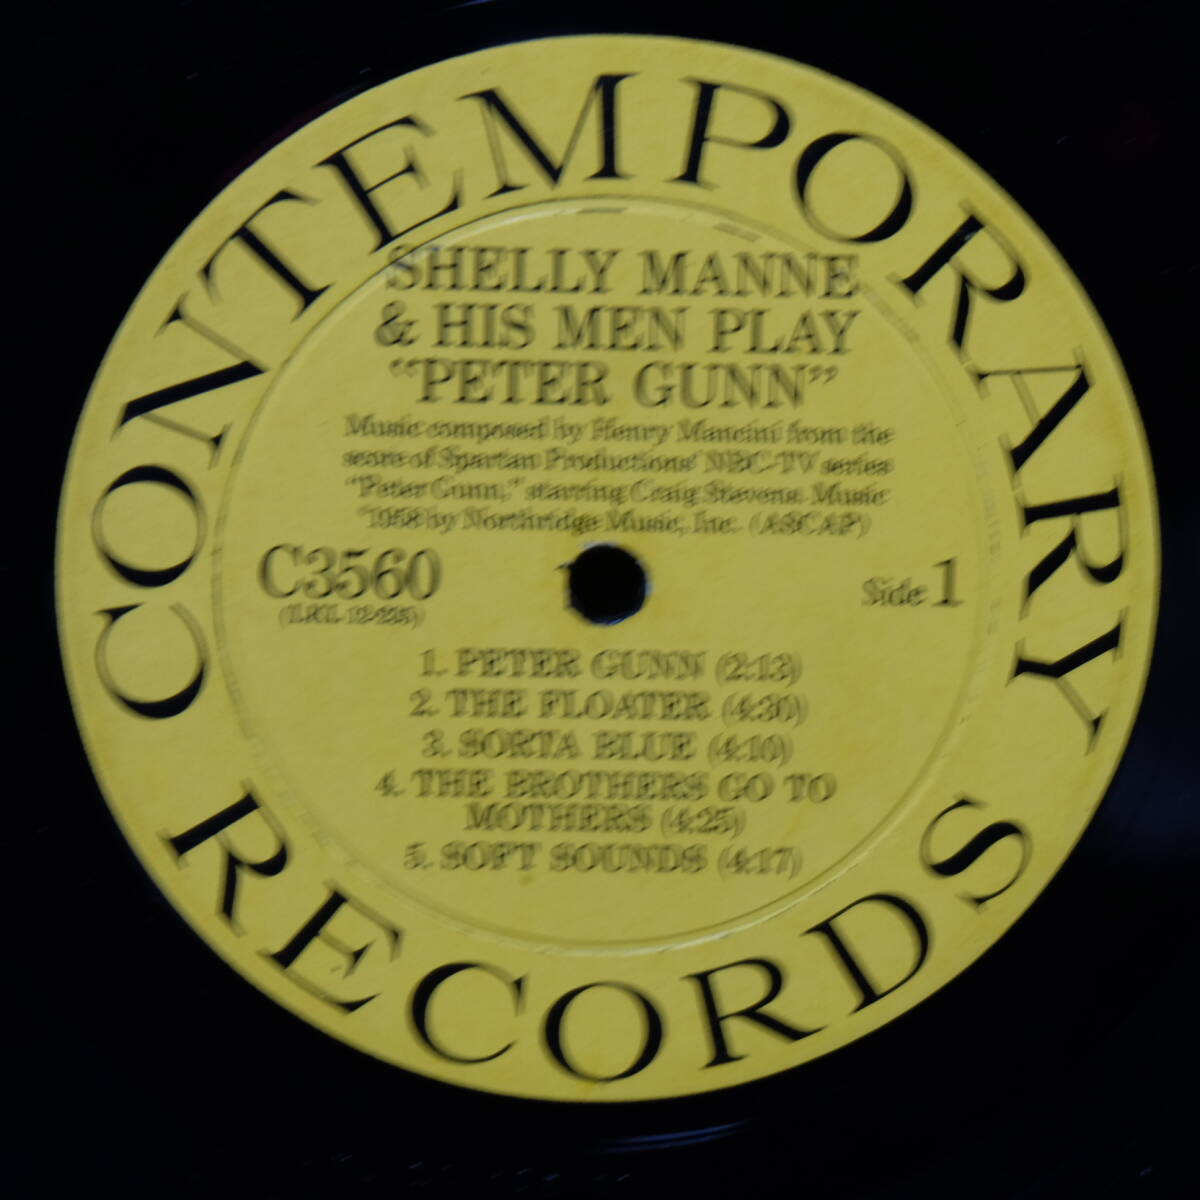 CONTEMPORARY
SHELLY MANNE
& HIS MEN PLAY
"PETER GUNN"
Music composed by Henry Mancini from the
score of Spartan Productions' NBC-TV series
"Peter Gunn," starring Craig Stevens. Music
1958 by Northridge Music, Inc. (ASCAP)
C3560
Side 1
1. PETER GUNN (2:13)
2. THE FLOATER (4:30)
3. SORTA BLUE (4:16)
4. THE BROTHERS GO TO
MOTHERS (4:25)
5. SOFT SOUNDS (4:17)
RECORDS